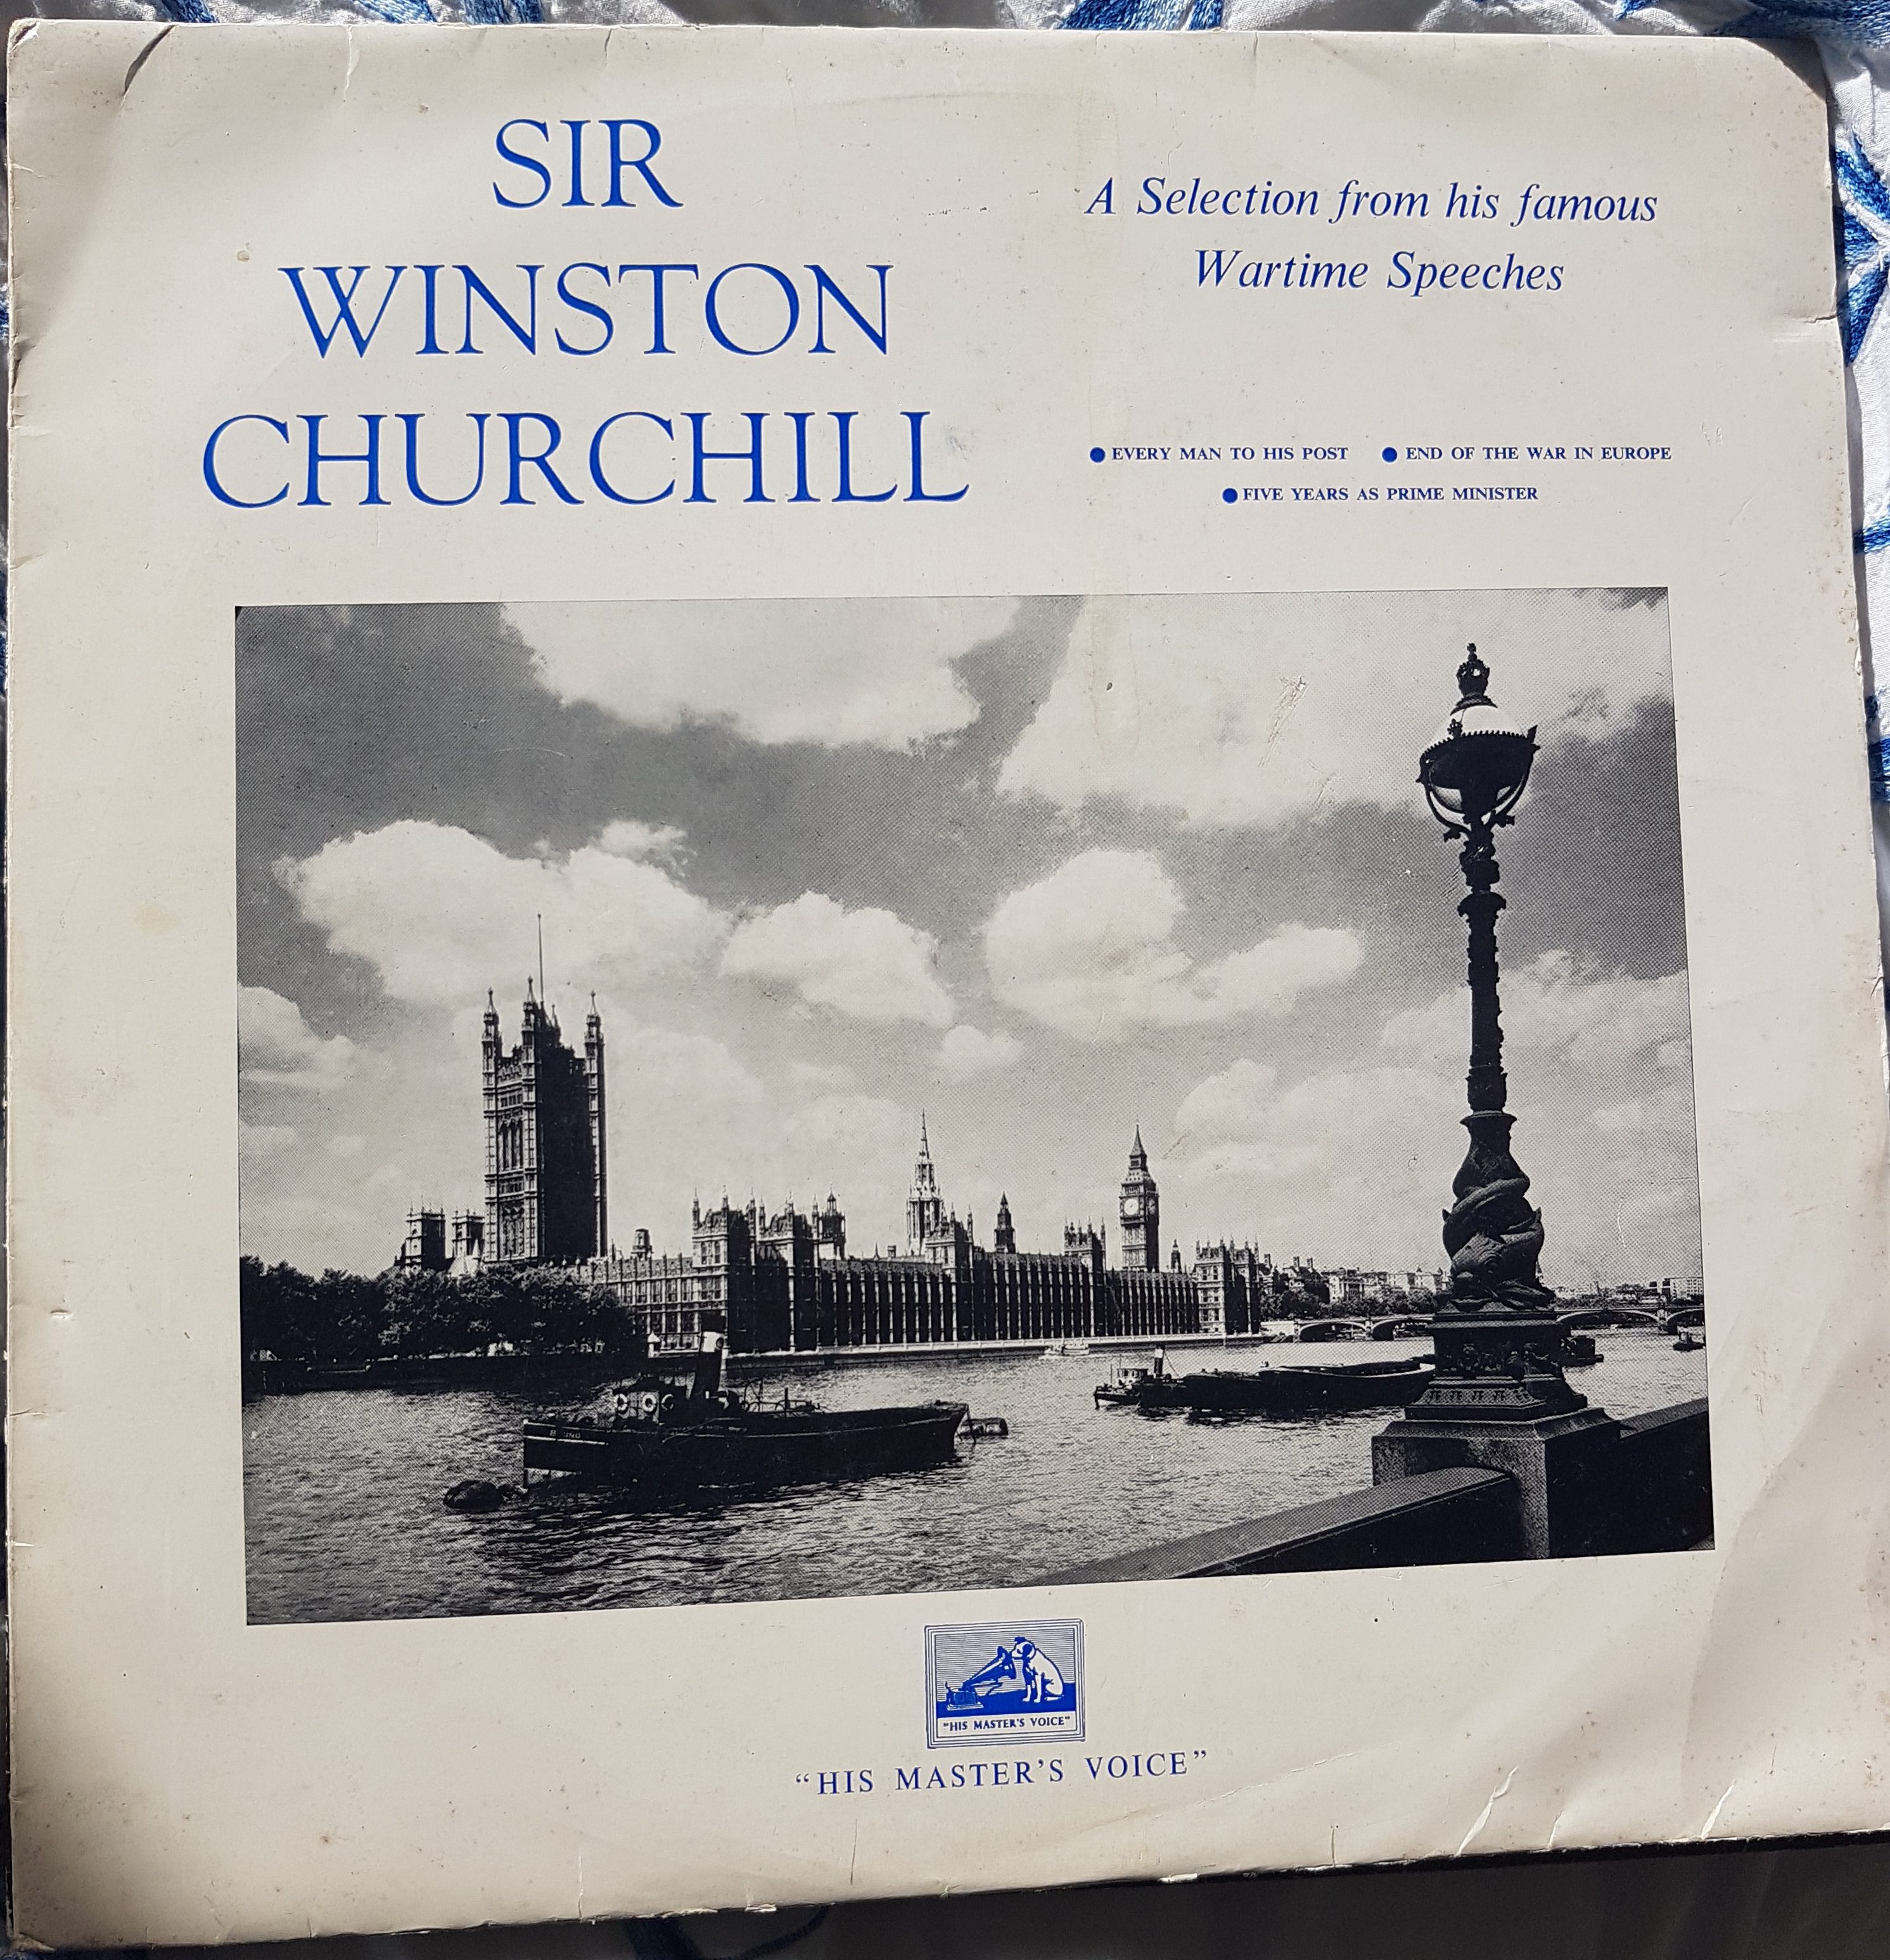 SIR
WINSTON
CHURCHILL
A Selection from his famous
Wartime Speeches
● EVERY MAN TO HIS POST ● END OF THE WAR IN EUROPE
● FIVE YEARS AS PRIME MINISTER
"HIS MASTER'S VOICE"
“HIS MASTER'S VOICE”